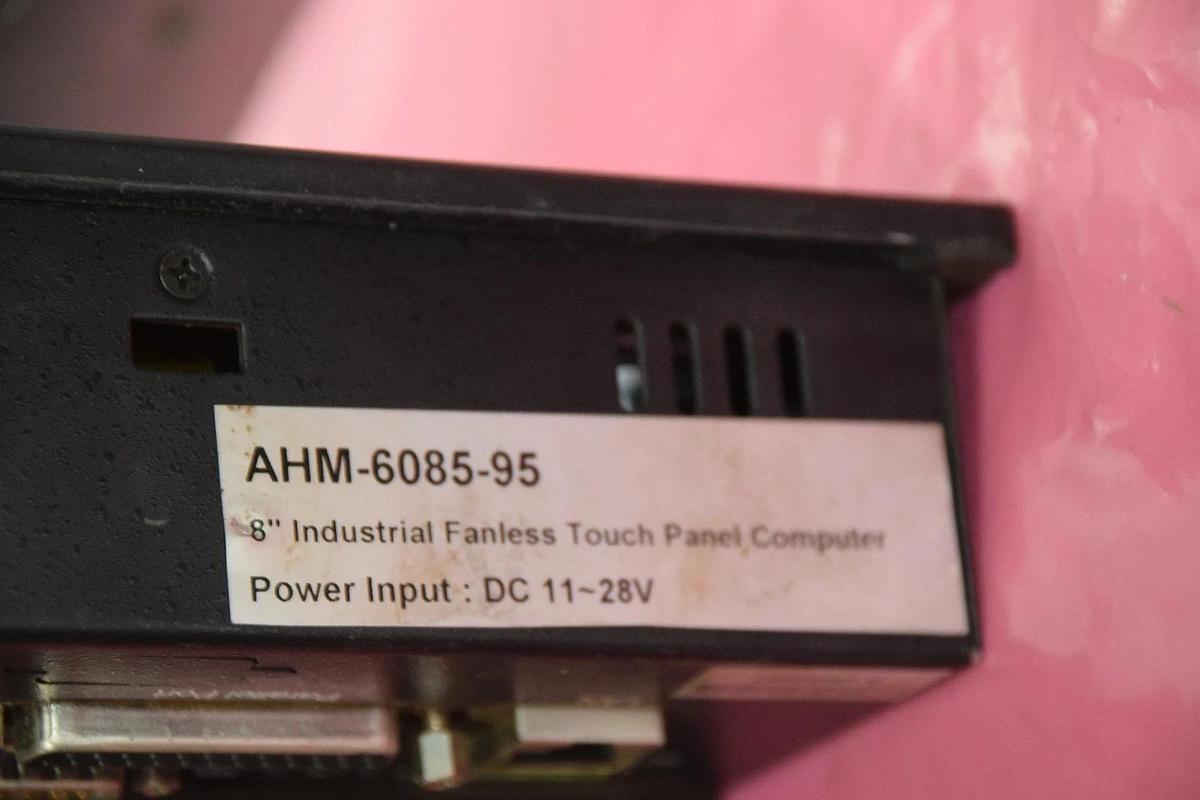 AHM-6085-95
8" Industrial Fanless Touch Panel Computer
Power Input : DC 11~28V